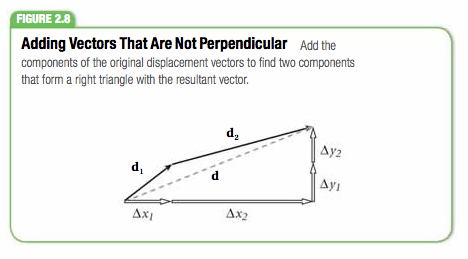 FIGURE 2.8
Adding Vectors That Are Not Perpendicular Add the
components of the original displacement vectors to find two components
that form a right triangle with the resultant vector.
d₂
Δy₂
d₁
d
Δy₁
Δx₁
Δx₂